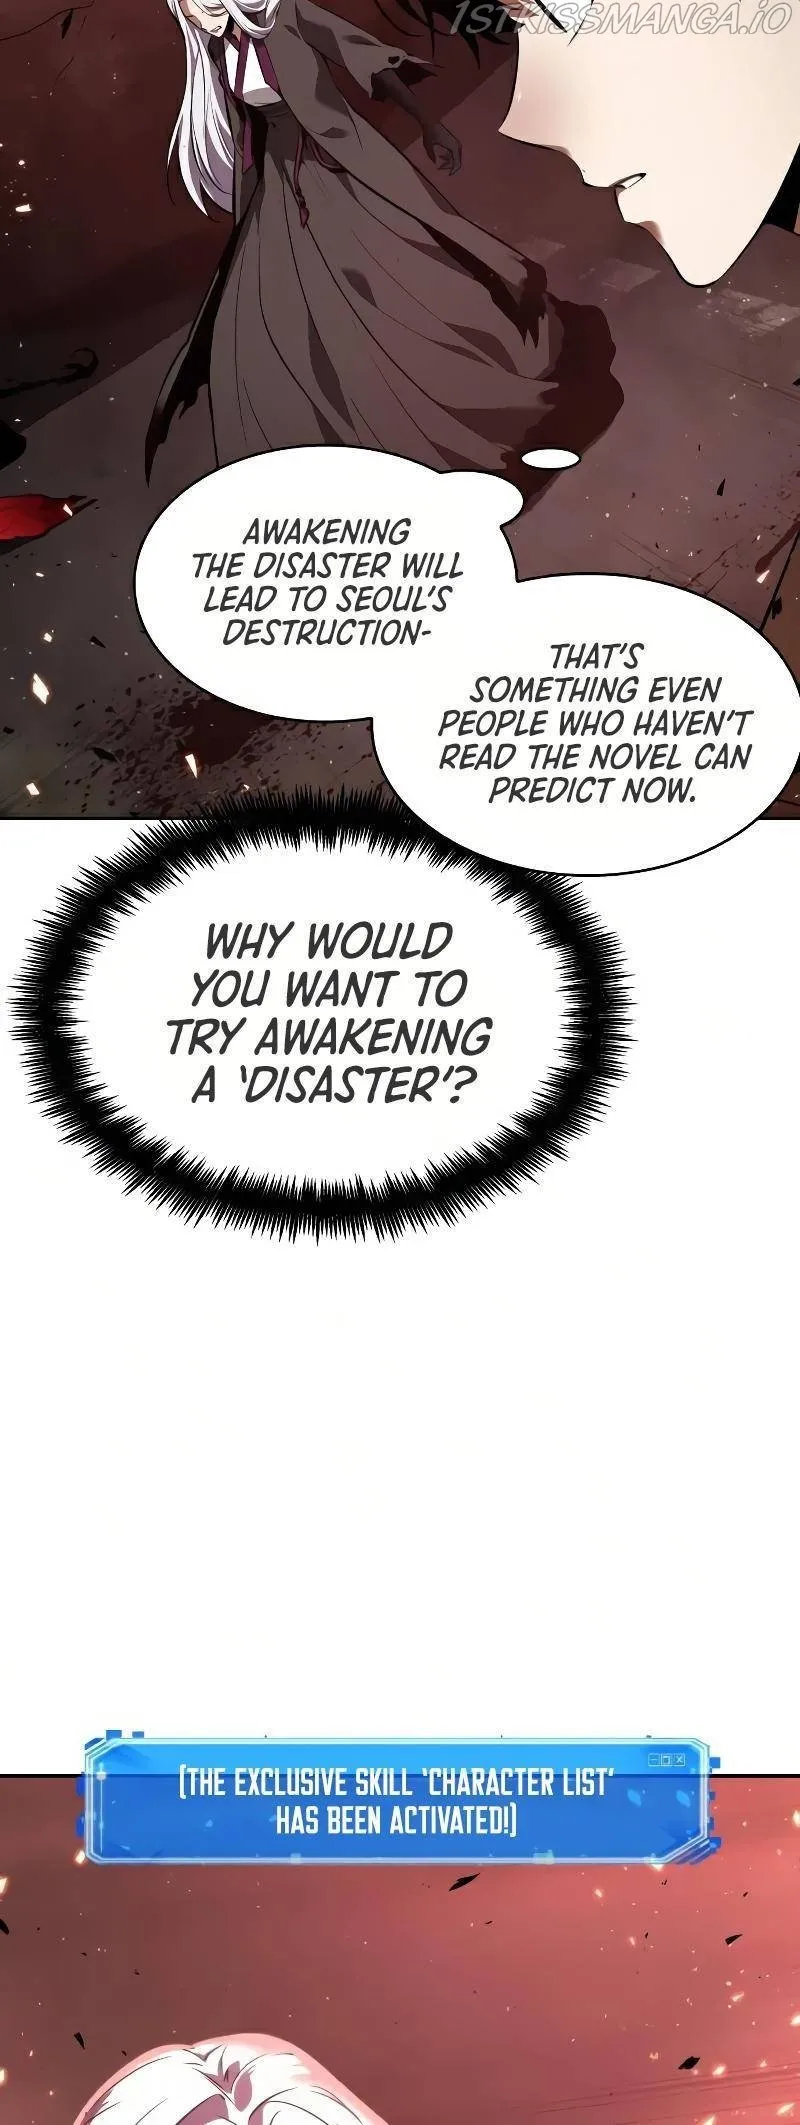 1STKISSMANGA.IO
AWAKENING
THE DISASTER WILL
LEAD TO SEOUL'S
DESTRUCTION-
THAT'S
SOMETHING EVEN
PEOPLE WHO HAVEN'T
READ THE NOVEL CAN
PREDICT NOW.
WHY WOULD
YOU WANT TO
TRY AWAKENING
A 'DISASTER'?
(THE EXCLUSIVE SKILL 'CHARACTER LIST'
HAS BEEN ACTIVATED!)